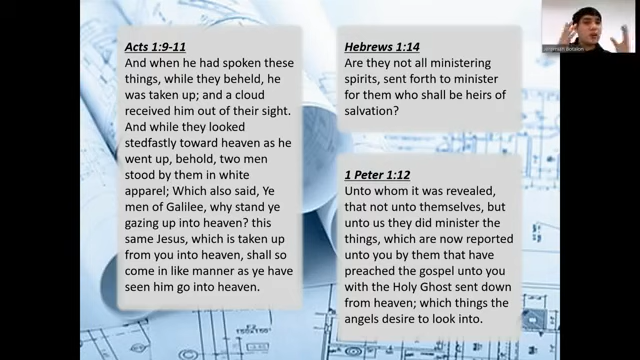 Acts 1:9-11
And when he had spoken these
things, while they beheld, he
was taken up; and a cloud
received him out of their sight.
And while they looked
stedfastly toward heaven as he
went up, behold, two men
stood by them in white
apparel; Which also said, Ye
men of Galilee, why stand ye
gazing up into heaven? this
same Jesus, which is taken up
from you into heaven, shall so
come in like manner as ye have
seen him go into heaven.
Hebrews 1:14
Are they not all ministering
spirits, sent forth to minister
for them who shall be heirs of
salvation?
1 Peter 1:12
Unto whom it was revealed,
that not unto themselves, but
unto us they did minister the
things, which are now reported
unto you by them that have
preached the gospel unto you
with the Holy Ghost sent down
from heaven; which things the
angels desire to look into.